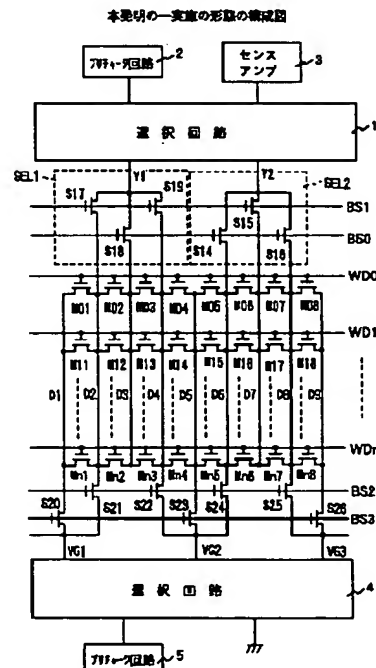 本発明の一実施の形態の構成図
2
3
プリチャージ回路
センス
アンプ
選択回路
1
SEL1
Y1
Y2
SEL2
S17
S19
S15
BS1
S18
S14
S16
BS0
WD0
M01 M02 M03 M04 M05 M06 M07 M08
WD1
M11 M12 M13 M14 M15 M16 M17 M18
D1 D2 D3 D4 D5 D6 D7 D8 D9
WDn
Mn1 Mn2 Mn3 Mn4 Mn5 Mn6 Mn7 Mn8
BS2
S20 S21 S22 S23 S24 S25 S26
BS3
VG1 VG2 VG3
選択回路
4
プリチャージ回路
5